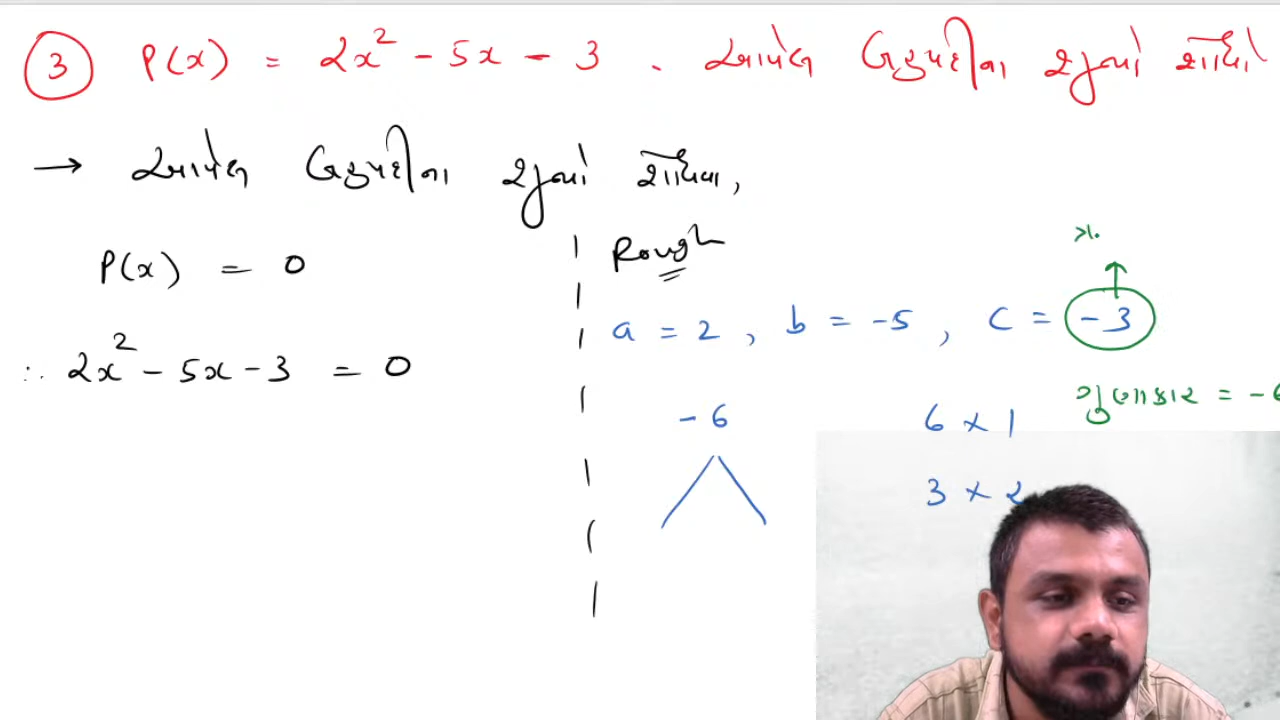 ③ P(x) = 2x² - 5x - 3 . આપેલ બહુપદીના શૂન્યો શોધો
→ આપેલ બહુપદીના શૂન્યો શોધવા,
P(x) = 0
∴ 2x² - 5x - 3 = 0
Rough
a = 2 , b = -5 , c = -3
ગુણાકાર = -6
-6
6 × 1
3 × 2